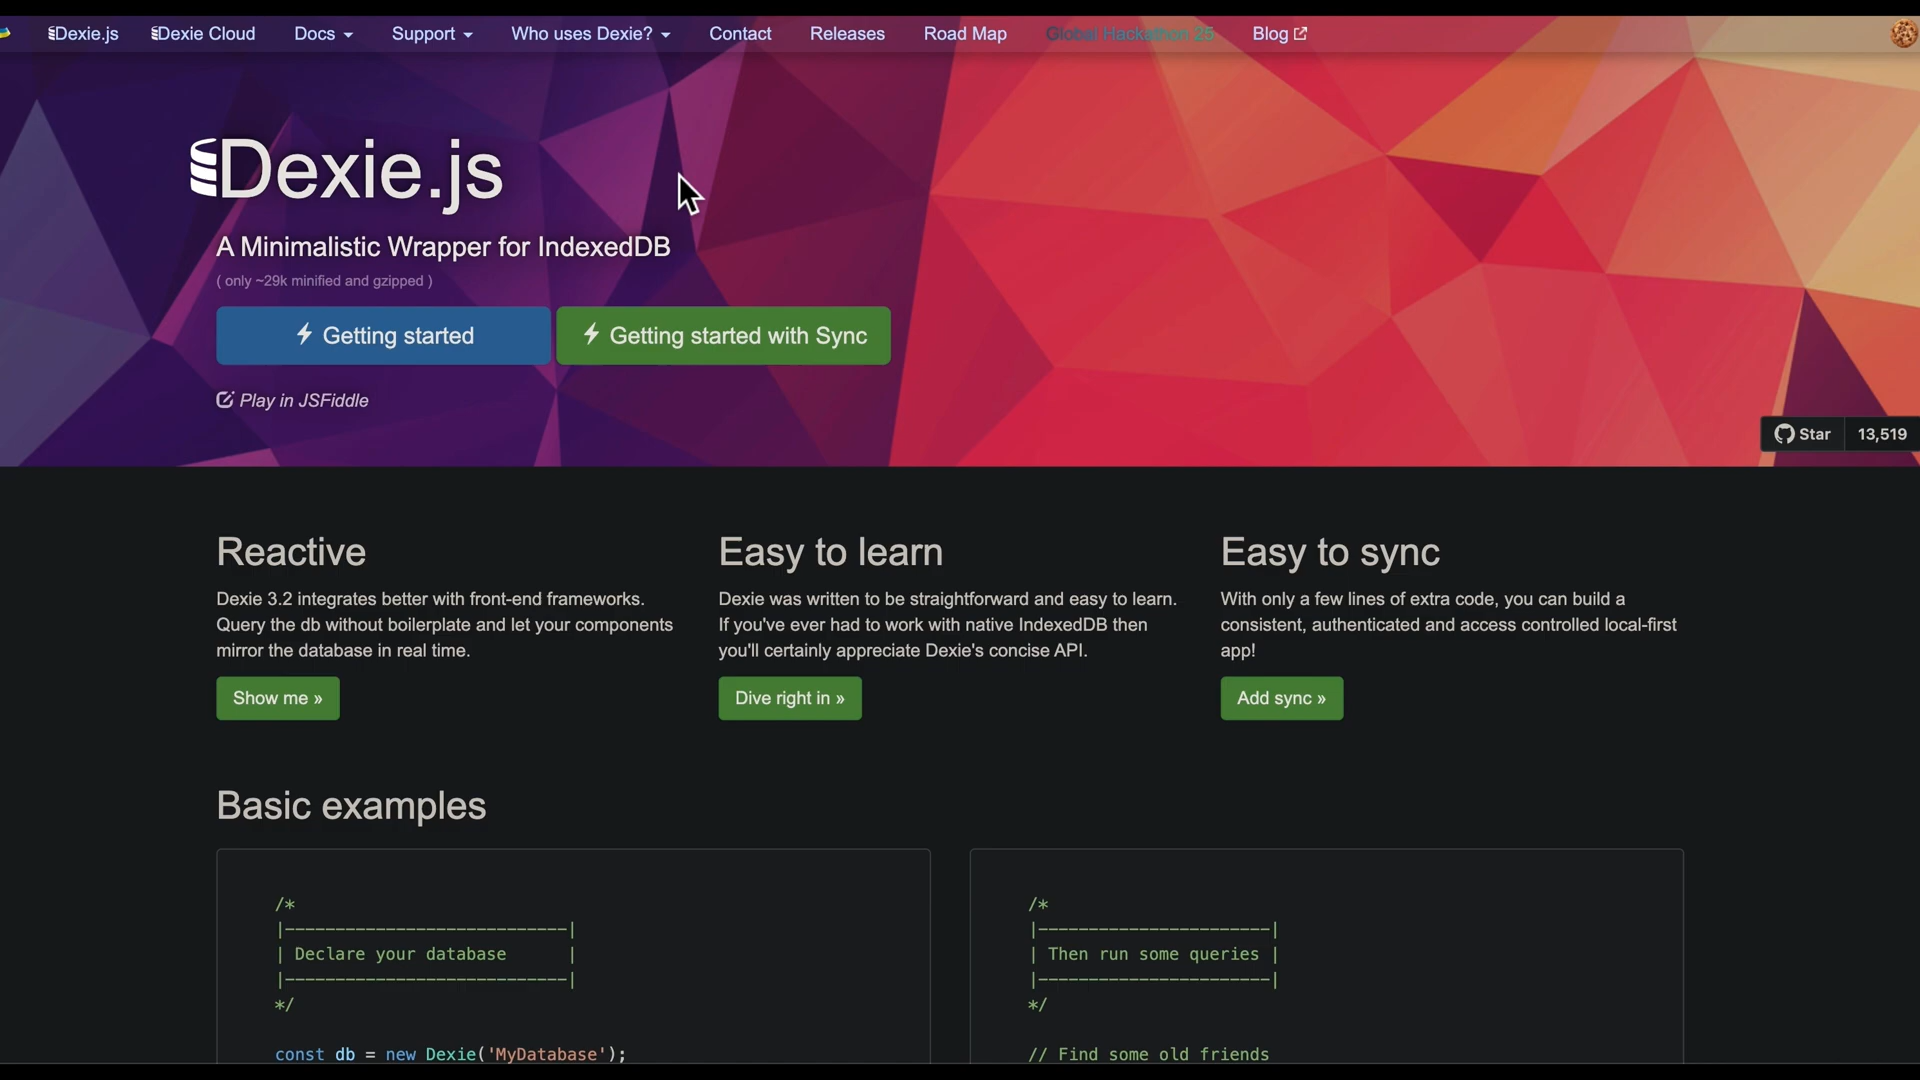 Dexie.js Dexie Cloud Docs Support Who uses Dexie? Contact Releases Road Map Global Hackathon 25 Blog
Dexie.js
A Minimalistic Wrapper for IndexedDB
( only ~29k minified and gzipped )
Getting started
Getting started with Sync
Play in JSFiddle
Star 13,519
Reactive
Dexie 3.2 integrates better with front-end frameworks.
Query the db without boilerplate and let your components
mirror the database in real time.
Show me »
Easy to learn
Dexie was written to be straightforward and easy to learn.
If you've ever had to work with native IndexedDB then
you'll certainly appreciate Dexie's concise API.
Dive right in »
Easy to sync
With only a few lines of extra code, you can build a
consistent, authenticated and access controlled local-first
app!
Add sync »
Basic examples
/*
|----------------------------|
| Declare your database |
|----------------------------|
*/
const db = new Dexie('MyDatabase');
/*
|-----------------------|
| Then run some queries |
|-----------------------|
*/
// Find some old friends